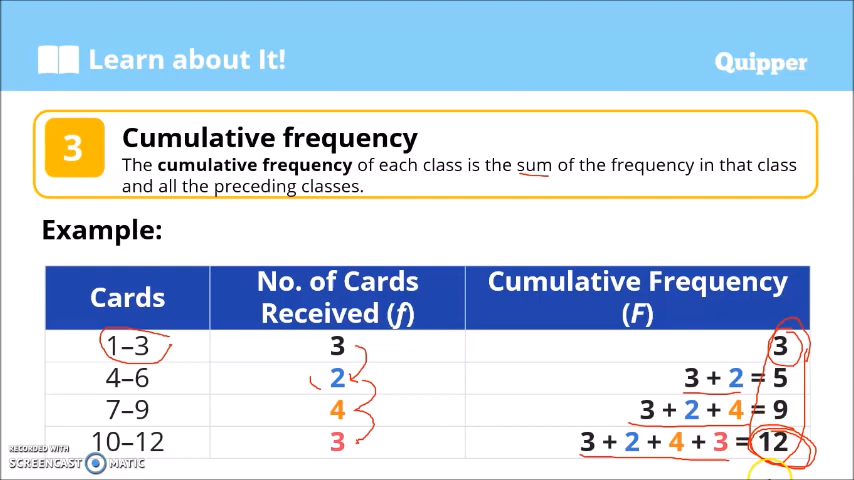 Learn about It!
Quipper
3
Cumulative frequency
The cumulative frequency of each class is the sum of the frequency in that class
and all the preceding classes.
Example:
Cards
No. of Cards
Received (f)
Cumulative Frequency
(F)
1–3 3 3
4–6 2 3 + 2 = 5
7–9 4 3 + 2 + 4 = 9
10–12 3 3 + 2 + 4 + 3 = 12
RECORDED WITH
SCREENCAST MATIC